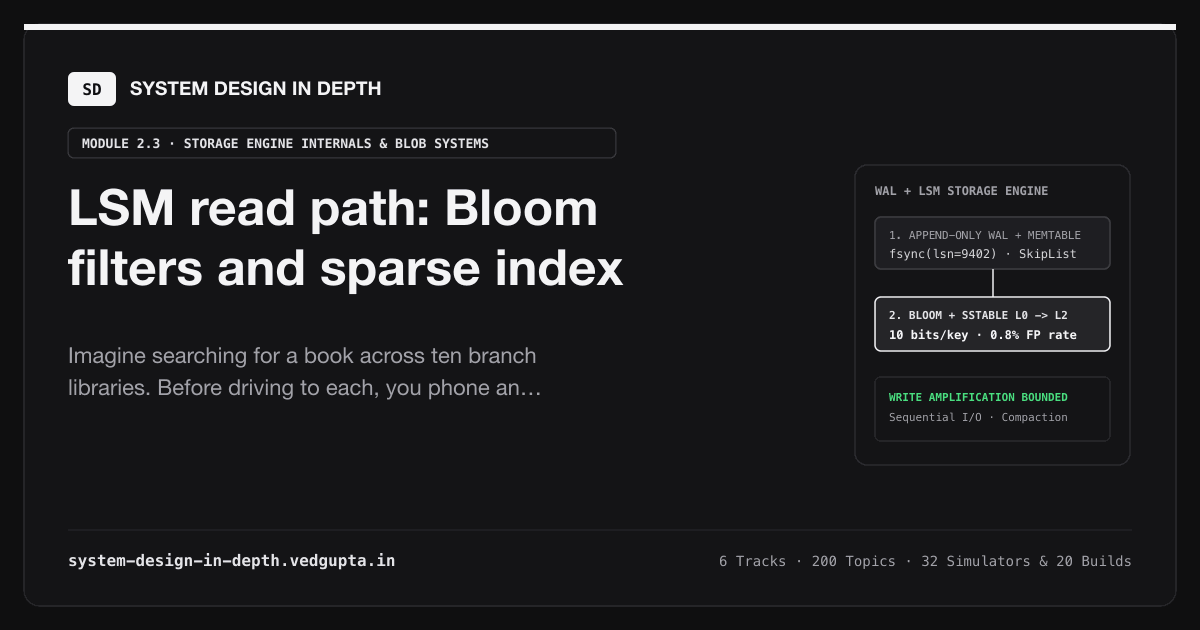 SD SYSTEM DESIGN IN DEPTH
MODULE 2.3 · STORAGE ENGINE INTERNALS & BLOB SYSTEMS
LSM read path: Bloom
filters and sparse index
Imagine searching for a book across ten branch
libraries. Before driving to each, you phone an…
WAL + LSM STORAGE ENGINE
1. APPEND-ONLY WAL + MEMTABLE
fsync(lsn=9402) · SkipList
2. BLOOM + SSTABLE L0 -> L2
10 bits/key · 0.8% FP rate
WRITE AMPLIFICATION BOUNDED
Sequential I/O · Compaction
system-design-in-depth.vedgupta.in
6 Tracks · 200 Topics · 32 Simulators & 20 Builds